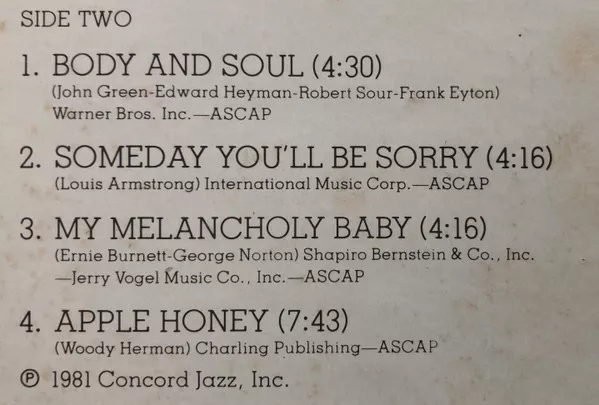 SIDE TWO
1. BODY AND SOUL (4:30)
(John Green-Edward Heyman-Robert Sour-Frank Eyton)
Warner Bros. Inc.—ASCAP
2. SOMEDAY YOU'LL BE SORRY (4:16)
(Louis Armstrong) International Music Corp.—ASCAP
3. MY MELANCHOLY BABY (4:16)
(Ernie Burnett-George Norton) Shapiro Bernstein & Co., Inc.
—Jerry Vogel Music Co., Inc.—ASCAP
4. APPLE HONEY (7:43)
(Woody Herman) Charling Publishing—ASCAP
℗ 1981 Concord Jazz, Inc.